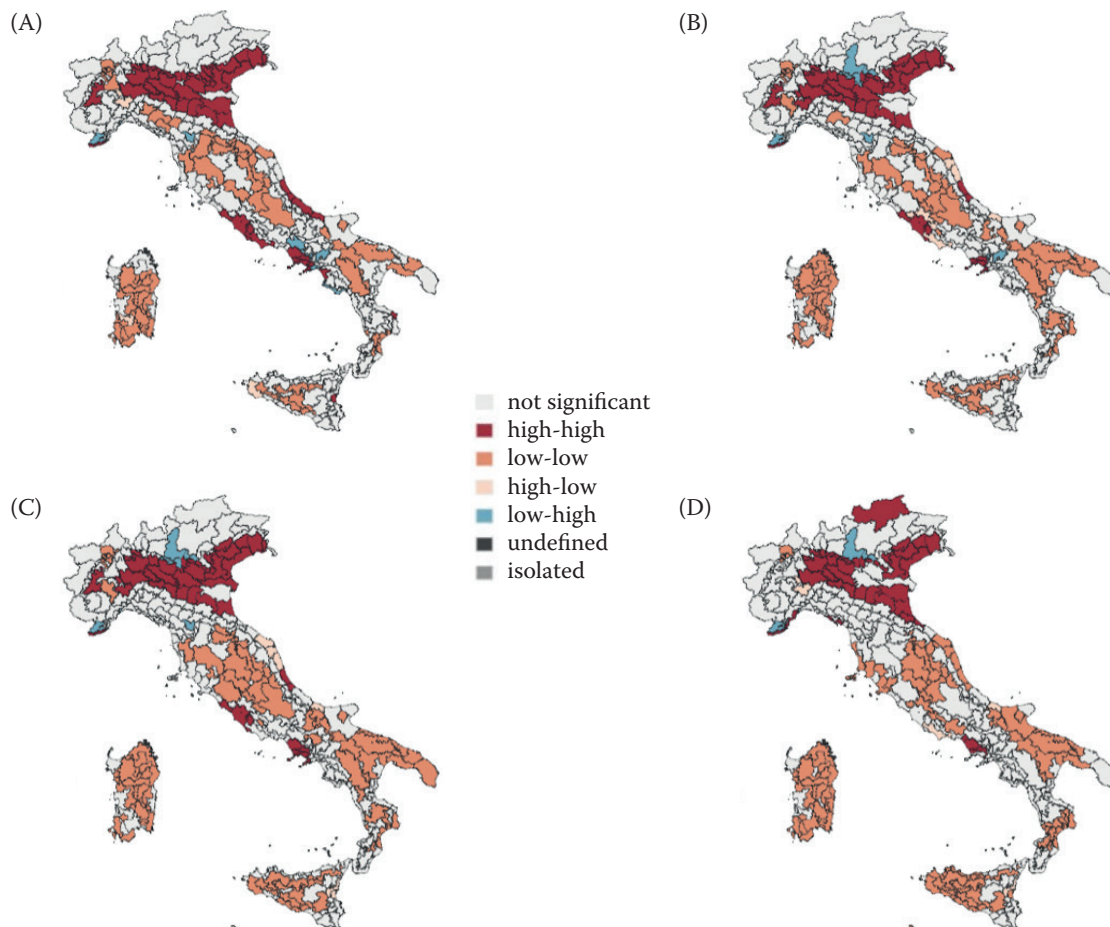 (A)
(B)
not significant
high-high
low-low
high-low
low-high
undefined
isolated
(C)
(D)